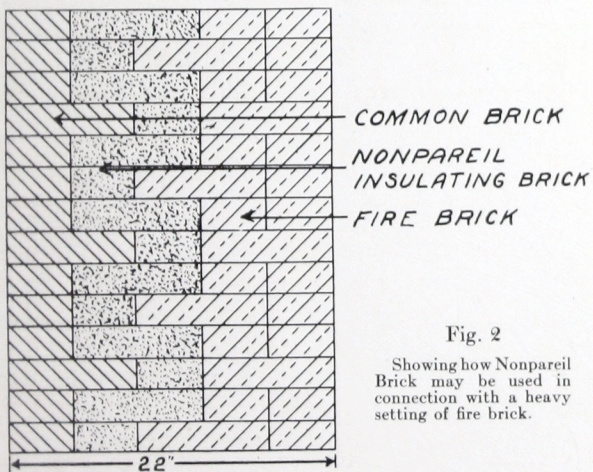 COMMON BRICK
NONPAREIL
INSULATING BRICK
FIRE BRICK
Fig. 2
Showing how Nonpareil
Brick may be used in
connection with a heavy
setting of fire brick.
22"